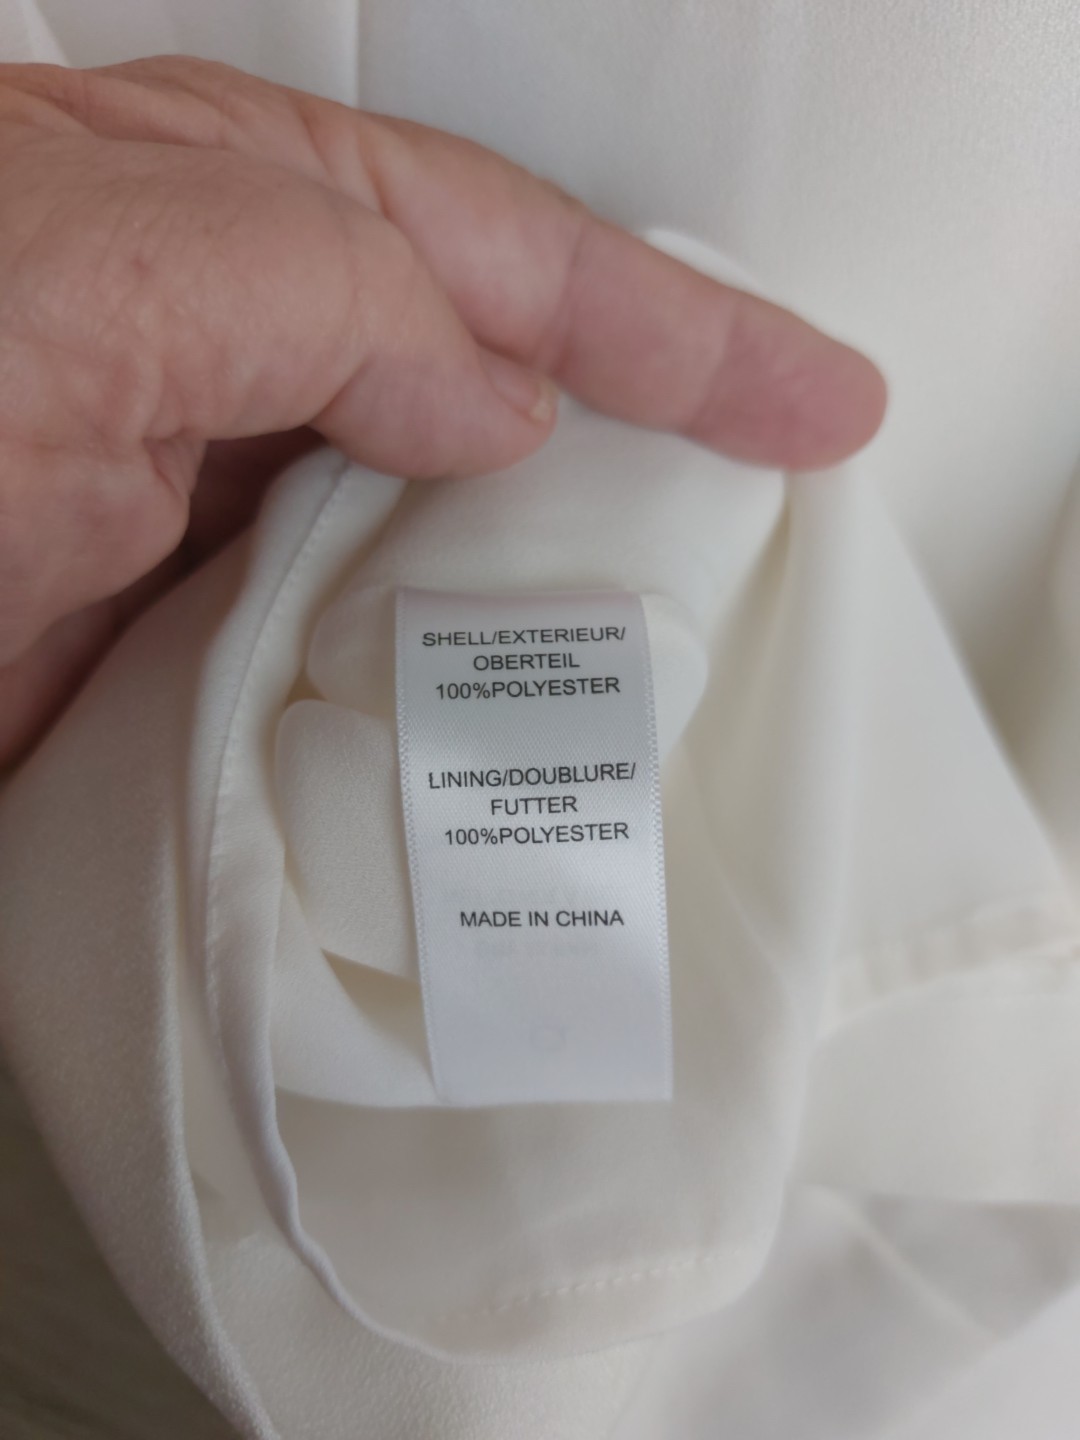 SHELL/EXTERIEUR/
OBERTEIL
100%POLYESTER
LINING/DOUBLURE/
FUTTER
100%POLYESTER
MADE IN CHINA